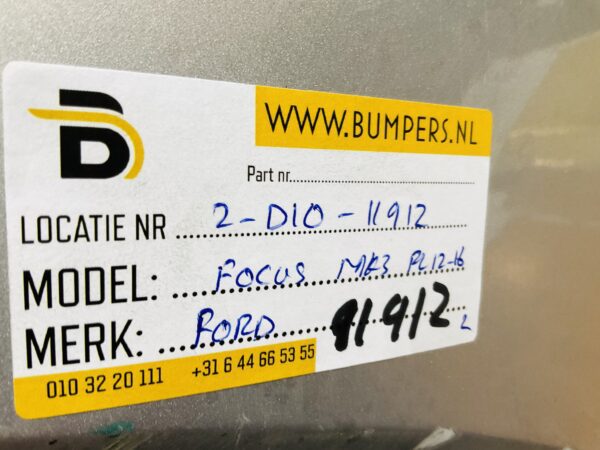 WWW.BUMPERS.NL
Part nr.
LOCATIE NR 2-D10-11912
MODEL: FOCUS MK3 PL12-16
MERK: FORD 11912 L
010 32 20 111 +31 6 44 66 53 55